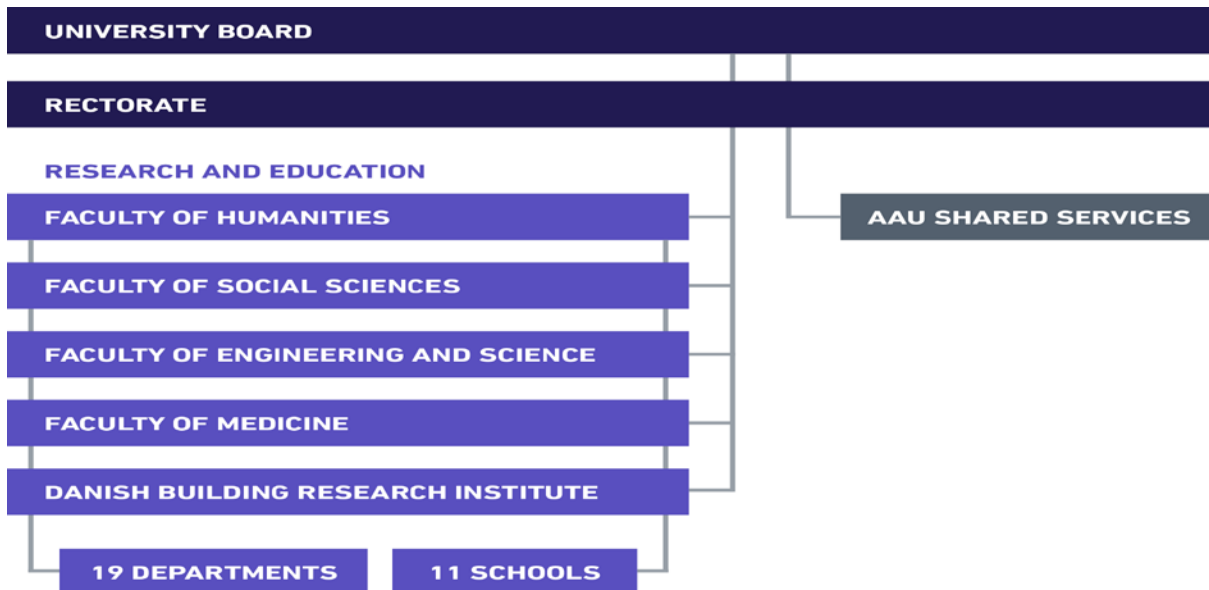 UNIVERSITY BOARD
RECTORATE
RESEARCH AND EDUCATION
FACULTY OF HUMANITIES
AAU SHARED SERVICES
FACULTY OF SOCIAL SCIENCES
FACULTY OF ENGINEERING AND SCIENCE
FACULTY OF MEDICINE
DANISH BUILDING RESEARCH INSTITUTE
19 DEPARTMENTS
11 SCHOOLS